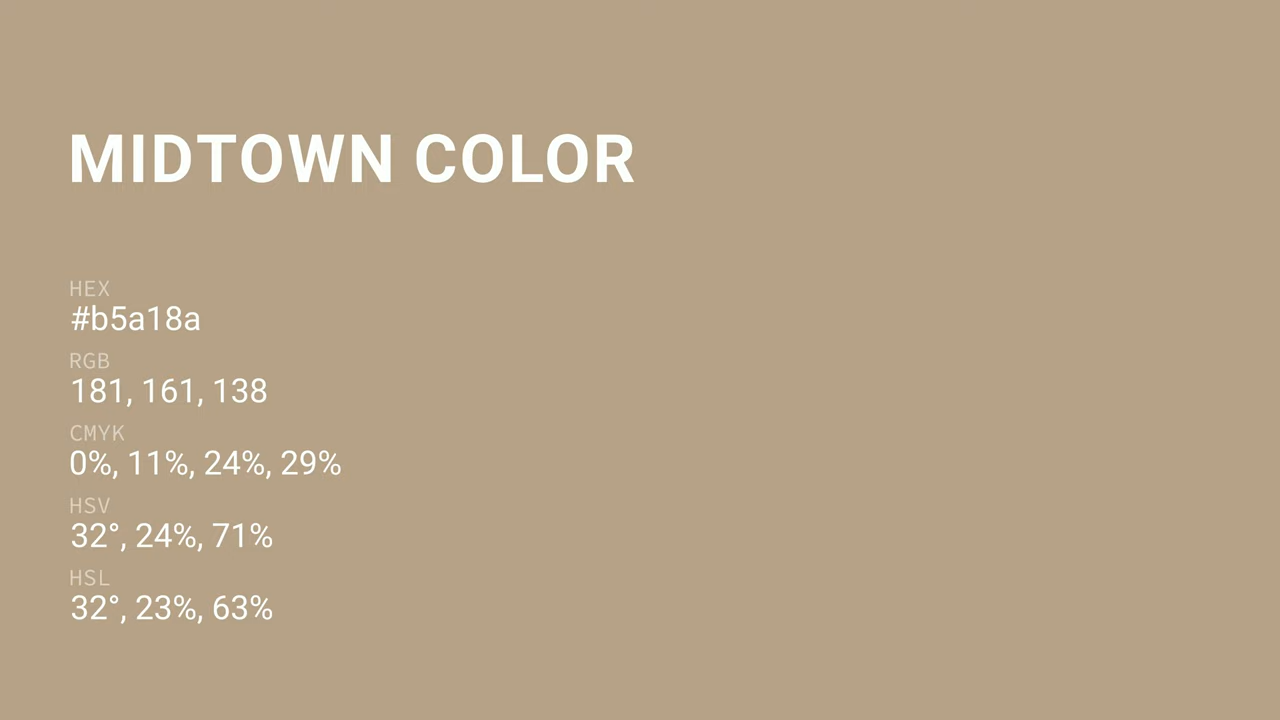 MIDTOWN COLOR
HEX
#b5a18a
RGB
181, 161, 138
CMYK
0%, 11%, 24%, 29%
HSV
32°, 24%, 71%
HSL
32°, 23%, 63%